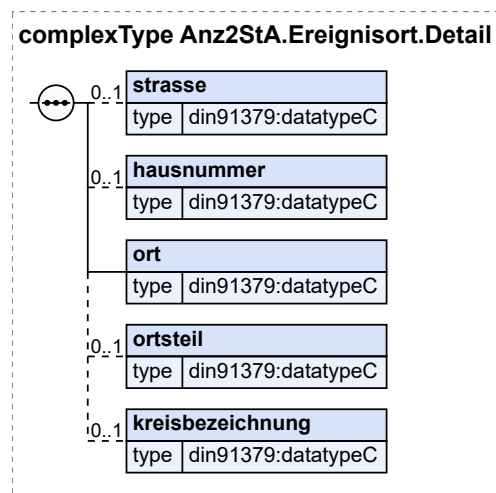 complexType Anz2StA.Ereignisort.Detail
0..1 strasse
type din91379:datatypeC
0..1 hausnummer
type din91379:datatypeC
ort
type din91379:datatypeC
0..1 ortsteil
type din91379:datatypeC
0..1 kreisbezeichnung
type din91379:datatypeC